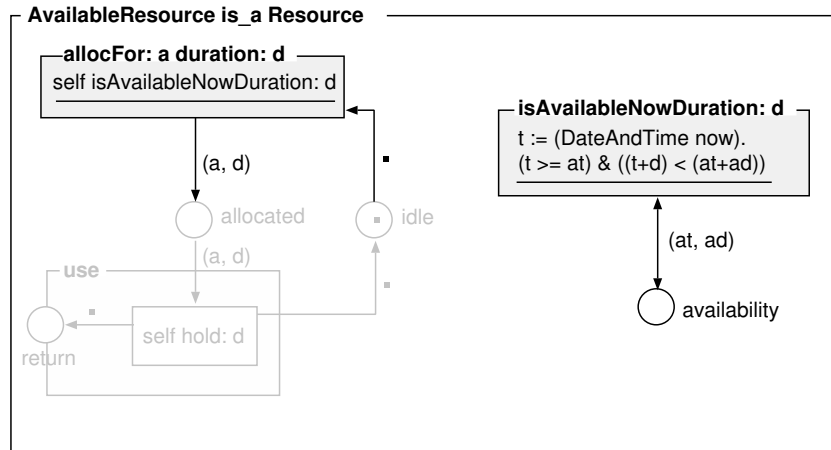 AvailableResource is_a Resource
allocFor: a duration: d
self isAvailableNowDuration: d
isAvailableNowDuration: d
t := (DateAndTime now).
(t >= at) & ((t+d) < (at+ad))
(a, d)
allocated
idle
(at, ad)
(a, d)
use
availability
self hold: d
return